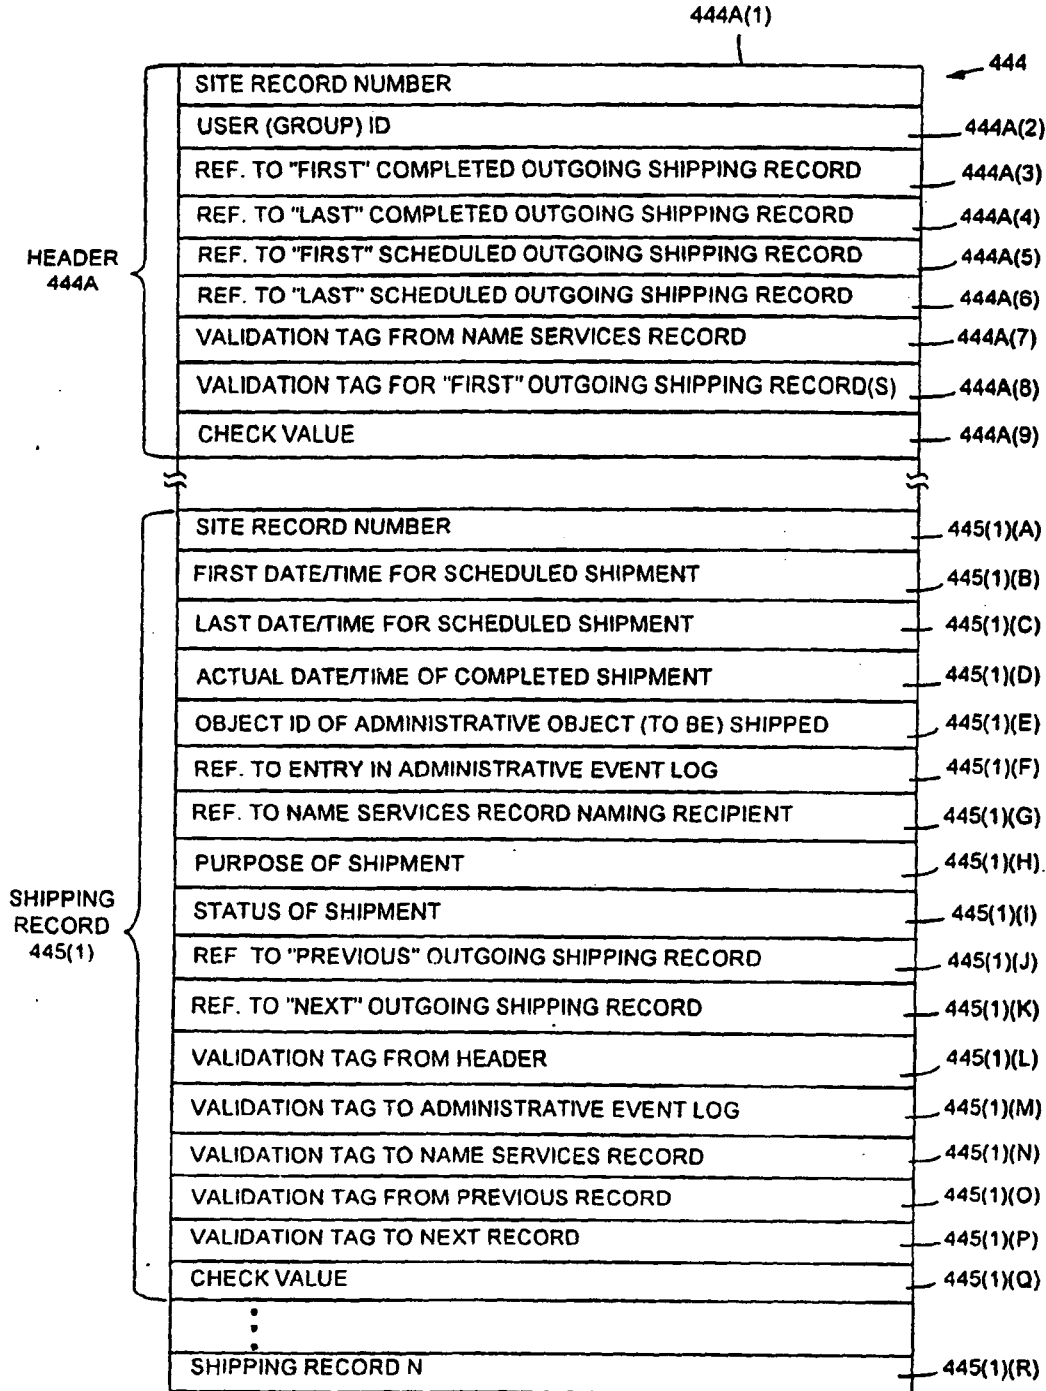 444A(1)
444
SITE RECORD NUMBER
USER (GROUP) ID 444A(2)
REF. TO "FIRST" COMPLETED OUTGOING SHIPPING RECORD 444A(3)
REF. TO "LAST" COMPLETED OUTGOING SHIPPING RECORD 444A(4)
REF. TO "FIRST" SCHEDULED OUTGOING SHIPPING RECORD 444A(5)
HEADER
444A
REF. TO "LAST" SCHEDULED OUTGOING SHIPPING RECORD 444A(6)
VALIDATION TAG FROM NAME SERVICES RECORD 444A(7)
VALIDATION TAG FOR "FIRST" OUTGOING SHIPPING RECORD(S) 444A(8)
CHECK VALUE 444A(9)
SITE RECORD NUMBER 445(1)(A)
FIRST DATE/TIME FOR SCHEDULED SHIPMENT 445(1)(B)
LAST DATE/TIME FOR SCHEDULED SHIPMENT 445(1)(C)
ACTUAL DATE/TIME OF COMPLETED SHIPMENT 445(1)(D)
OBJECT ID OF ADMINISTRATIVE OBJECT (TO BE) SHIPPED 445(1)(E)
REF. TO ENTRY IN ADMINISTRATIVE EVENT LOG 445(1)(F)
REF. TO NAME SERVICES RECORD NAMING RECIPIENT 445(1)(G)
PURPOSE OF SHIPMENT 445(1)(H).
SHIPPING
RECORD
445(1)
STATUS OF SHIPMENT 445(1)(I)
REF TO "PREVIOUS" OUTGOING SHIPPING RECORD 445(1)(J)
REF. TO "NEXT" OUTGOING SHIPPING RECORD 445(1)(K)
VALIDATION TAG FROM HEADER 445(1)(L)
VALIDATION TAG TO ADMINISTRATIVE EVENT LOG 445(1)(M)
VALIDATION TAG TO NAME SERVICES RECORD 445(1)(N)
VALIDATION TAG FROM PREVIOUS RECORD 445(1)(O)
VALIDATION TAG TO NEXT RECORD 445(1)(P)
CHECK VALUE 445(1)(Q)
SHIPPING RECORD N 445(1)(R)